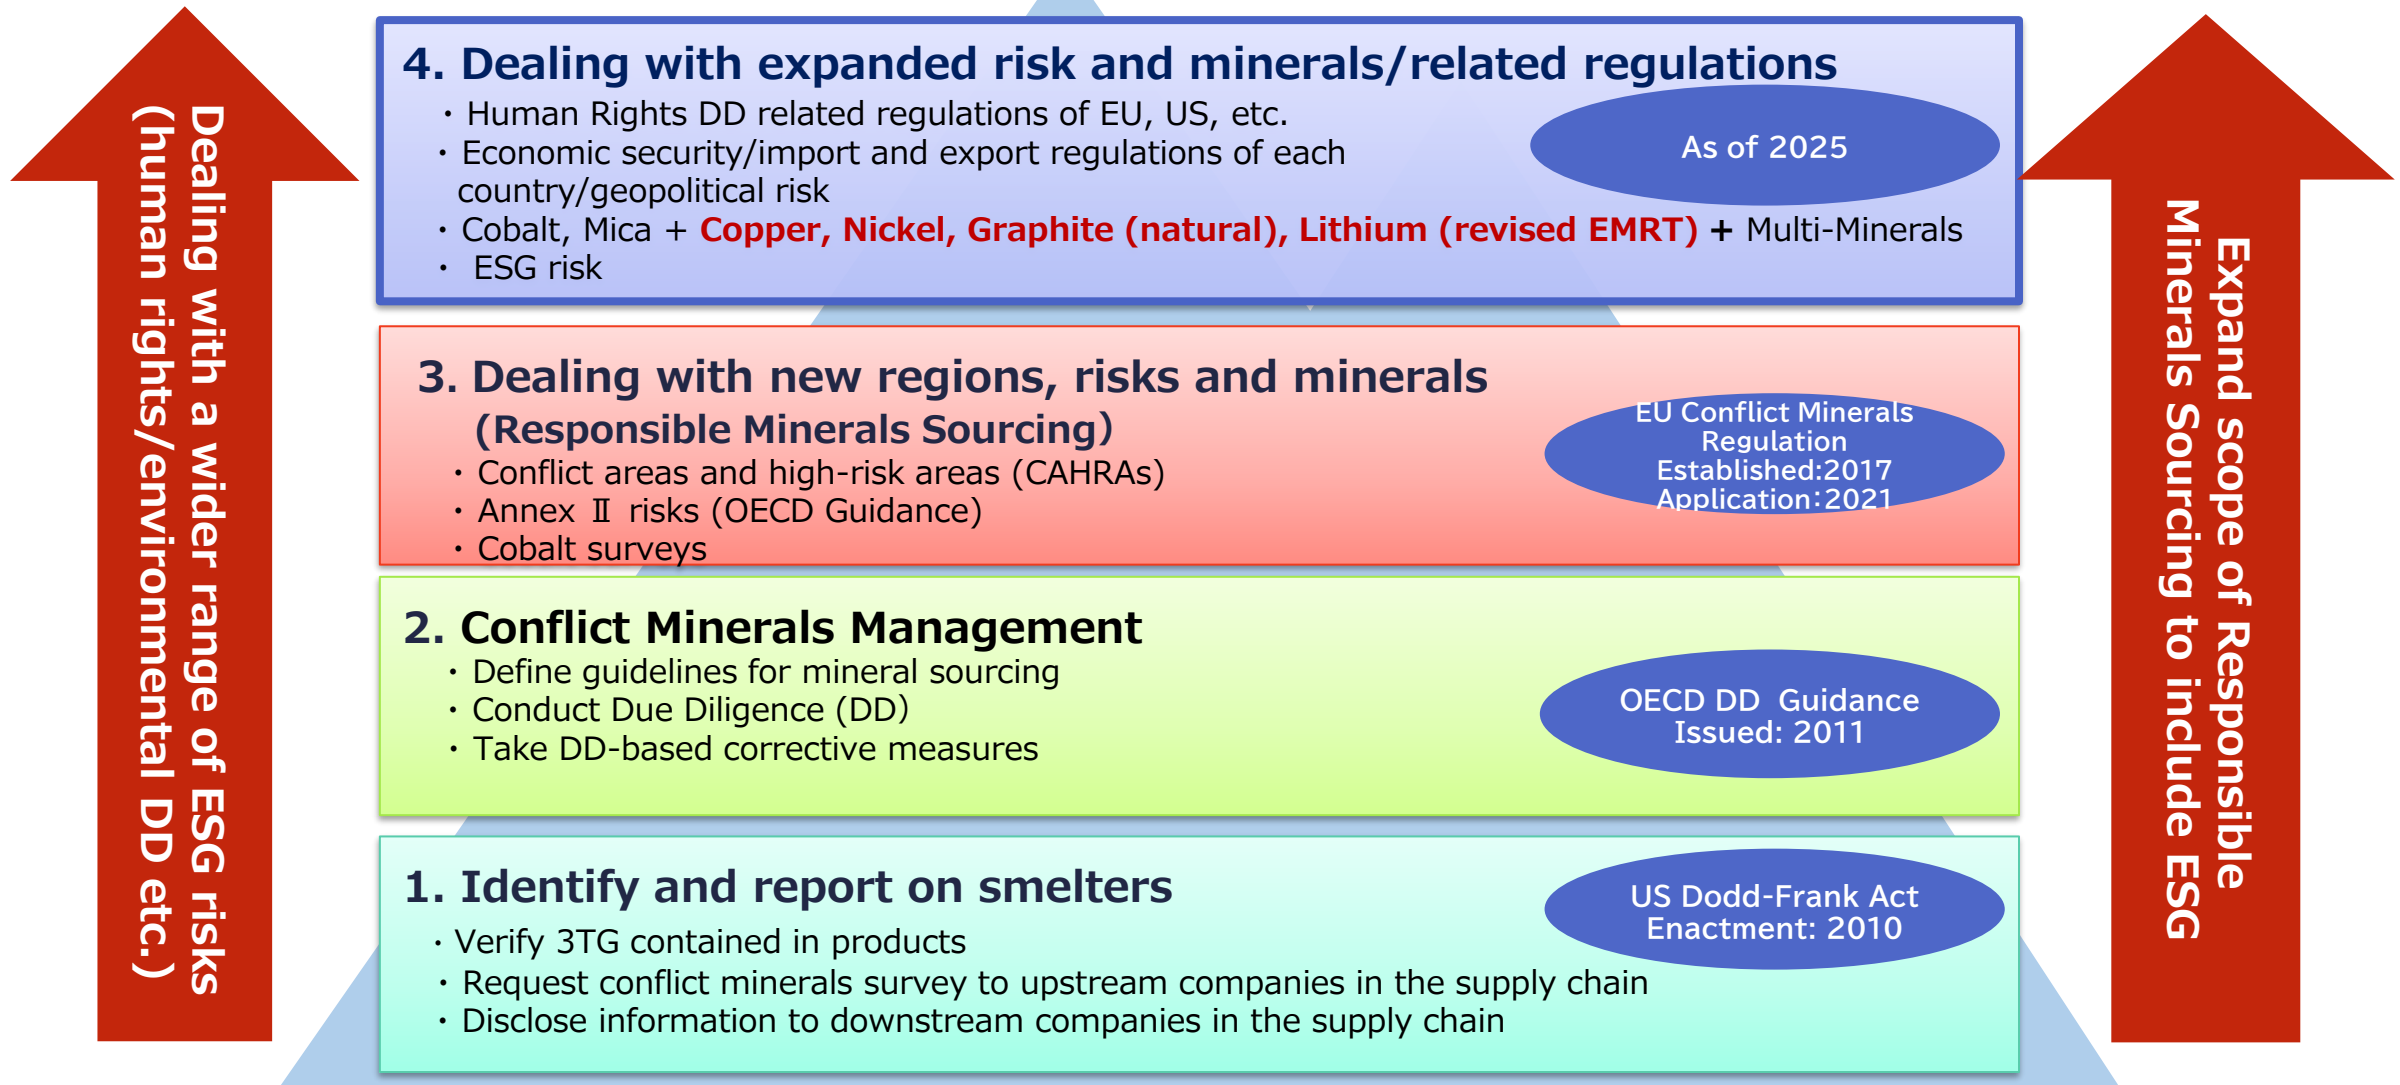 Dealing with a wider range of ESG risks
(human rights/environmental DD etc.)
4. Dealing with expanded risk and minerals/related regulations
・Human Rights DD related regulations of EU, US, etc.
・Economic security/import and export regulations of each
country/geopolitical risk
・Cobalt, Mica + Copper, Nickel, Graphite (natural), Lithium (revised EMRT) + Multi-Minerals
・ ESG risk
As of 2025
3. Dealing with new regions, risks and minerals
(Responsible Minerals Sourcing）
・Conflict areas and high-risk areas (CAHRAs)
・Annex Ⅱ risks (OECD Guidance)
・Cobalt surveys
EU Conflict Minerals
Regulation
Established:2017
Application：2021
2. Conflict Minerals Management
・Define guidelines for mineral sourcing
・Conduct Due Diligence (DD）
・Take DD-based corrective measures
OECD DD Guidance
Issued: 2011
1. Identify and report on smelters
・Verify 3TG contained in products
・Request conflict minerals survey to upstream companies in the supply chain
・Disclose information to downstream companies in the supply chain
US Dodd-Frank Act
Enactment: 2010
Expand scope of Responsible
Minerals Sourcing to include ESG